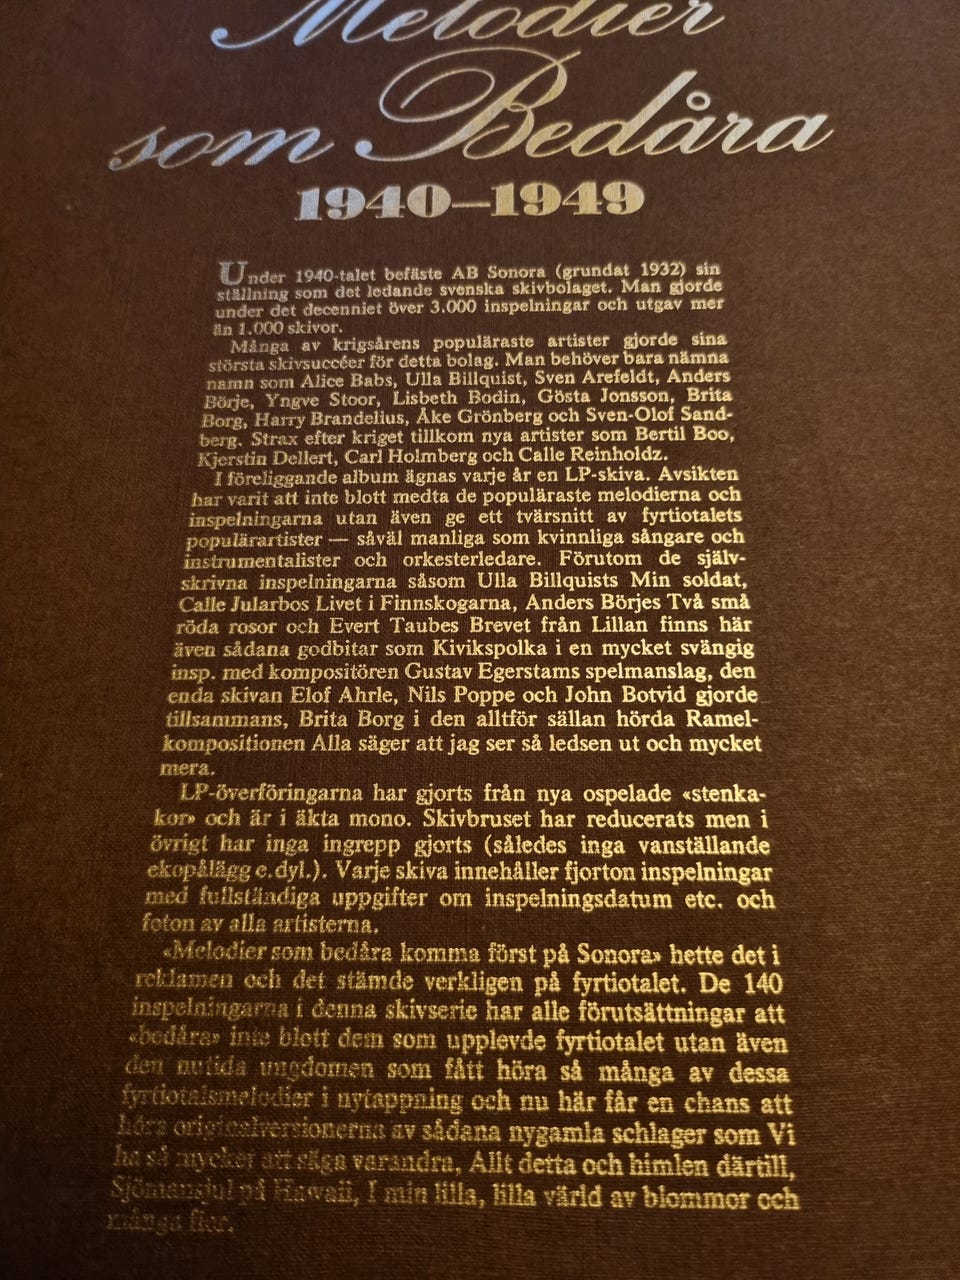 Melodier
som Bedåra
1940—1949
Under 1940-talet befäste AB Sonora (grundat 1932) sin
ställning som det ledande svenska skivbolaget. Man gjorde
under det decenniet över 3.000 inspelningar och utgav mer
än 1.000 skivor.
Många av krigsårens populäraste artister gjorde sina
största skivsuccéer för detta bolag. Man behöver bara nämna
namn som Alice Babs, Ulla Billquist, Sven Arefeldt, Anders
Börje, Yngve Stoor, Lisbeth Bodin, Gösta Jonsson, Brita
Borg, Harry Brandelius, Åke Grönberg och Sven-Olof Sand-
berg. Strax efter kriget tillkom nya artister som Bertil Boo,
Kjerstin Dellert, Carl Holmberg och Calle Reinholdz.
I föreliggande album ägnas varje år en LP-skiva. Avsikten
har varit att inte blott medta de populäraste melodierna och
inspelningarna utan även ge ett tvärsnitt av fyrtiotalets
populärartister — såväl manliga som kvinnliga sångare och
instrumentalister och orkesterledare. Förutom de själv-
skrivna inspelningarna såsom Ulla Billquists Min soldat,
Calle Jularbos Livet i Finnskogarna, Anders Börjes Två små
röda rosor och Evert Taubes Brevet från Lillan finns här
även sådana godbitar som Kivikspolka i en mycket svängig
insp. med kompositören Gustav Egerstams spelmanslag, den
enda skivan Elof Ahrle, Nils Poppe och John Botvid gjorde
tillsammans, Brita Borg i den alltför sällan hörda Ramel-
kompositionen Alla säger att jag ser så ledsen ut och mycket
mera.
LP-överföringarna har gjorts från nya ospelade «stenka-
kor» och är i äkta mono. Skivbruset har reducerats men i
övrigt har inga ingrepp gjorts (således inga vanställande
ekopålägg e.dyl.). Varje skiva innehåller fjorton inspelningar
med fullständiga uppgifter om inspelningsdatum etc. och
foton av alla artisterna.
«Melodier som bedåra komma först på Sonora» hette det i
reklamen och det stämde verkligen på fyrtiotalet. De 140
inspelningarna i denna skivserie har alle förutsättningar att
«bedåra» inte blott dem som upplevde fyrtiotalet utan även
den nutida ungdomen som fått höra så många av dessa
fyrtiotalsmelodier i nytappning och nu här får en chans att
höra originalversionerna av sådana nygamla schlager som Vi
ha så mycket att säga varandra, Allt detta och himlen därtill,
Sjömansjul på Hawaii, I min lilla, lilla värld av blommor och
många fler.